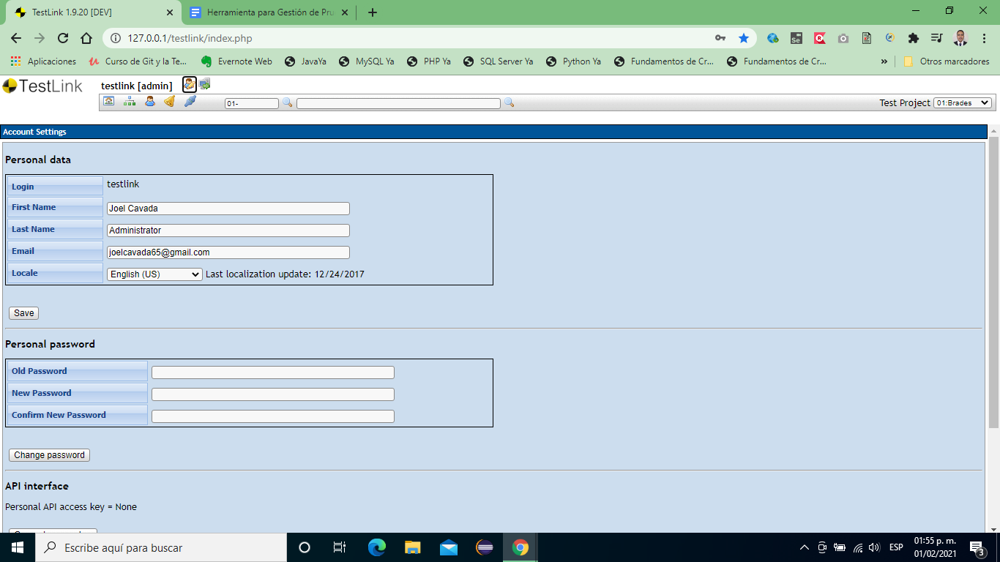 TestLink 1.9.20 [DEV]
Herramienta para Gestión de Pru
127.0.0.1/testlink/index.php
Aplicaciones
Curso de Git y la Te...
Evernote Web
JavaYa
MySQL Ya
PHP Ya
SQL Server Ya
Python Ya
Fundamentos de Cr...
Fundamentos de Cr...
»
Otros marcadores
TestLink
testlink [admin]
01-
Test Project
01:Brades
Account Settings
Personal data
Login testlink
First Name Joel Cavada
Last Name Administrator
Email joelcavada65@gmail.com
Locale English (US) Last localization update: 12/24/2017
Save
Personal password
Old Password
New Password
Confirm New Password
Change password
API interface
Personal API access key = None
Escribe aquí para buscar
ESP
01:55 p. m.
01/02/2021
3